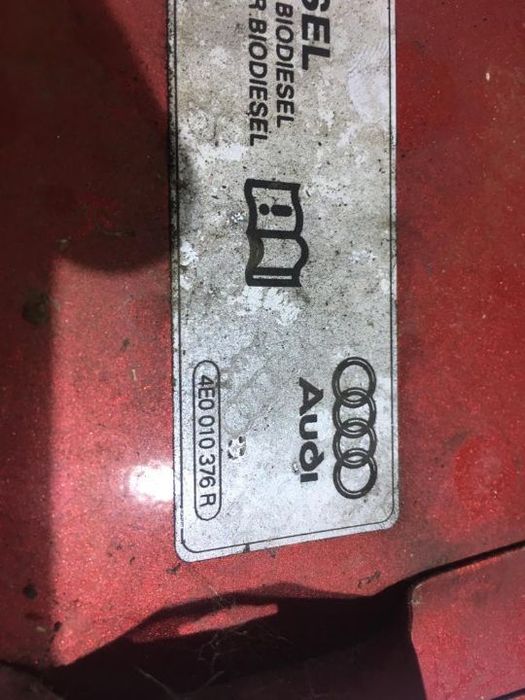 SEL
BIODIESEL
R BIODIESEL
Audi
4E0 010 376 R